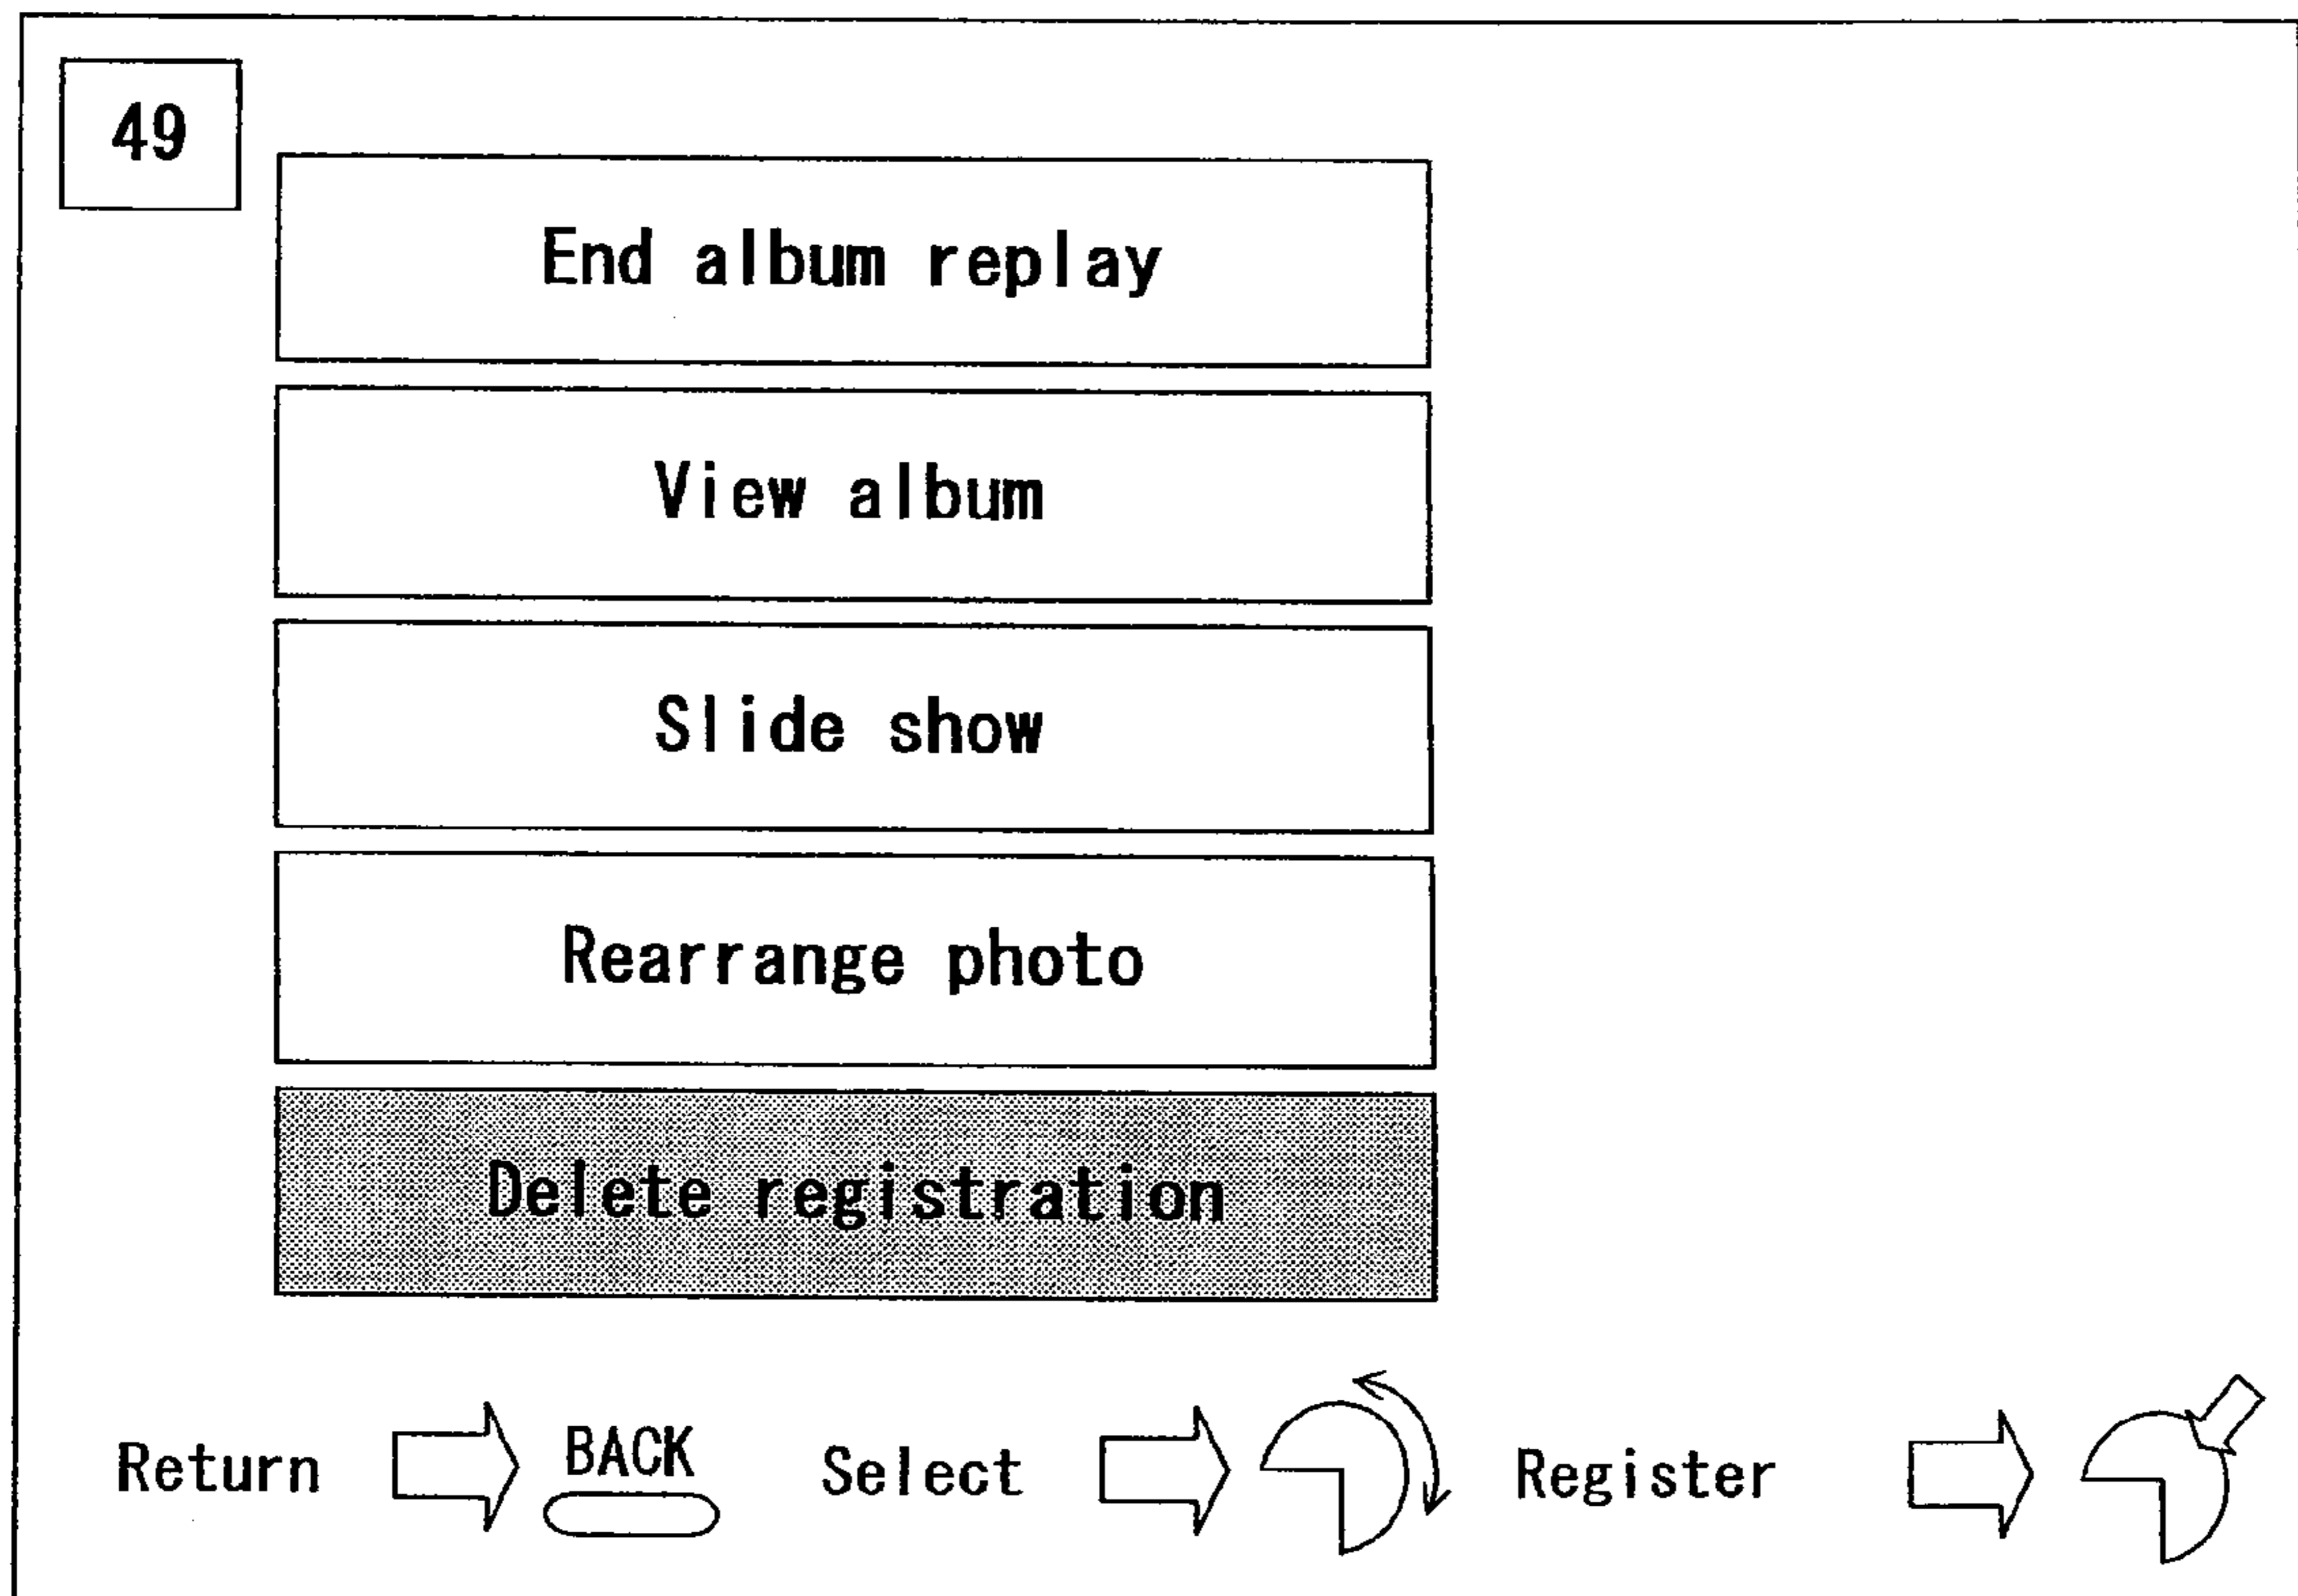 49
End album replay
View album
Slide show
Rearrange photo
Delete registration
Return BACK Select Register